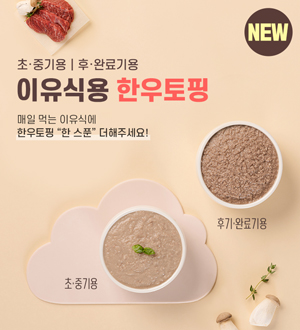 NEW
초·중기용 | 후·완료기용
이유식용 한우토핑
매일 먹는 이유식에
한우토핑 "한 스푼" 더해주세요!
후기·완료기용
초·중기용